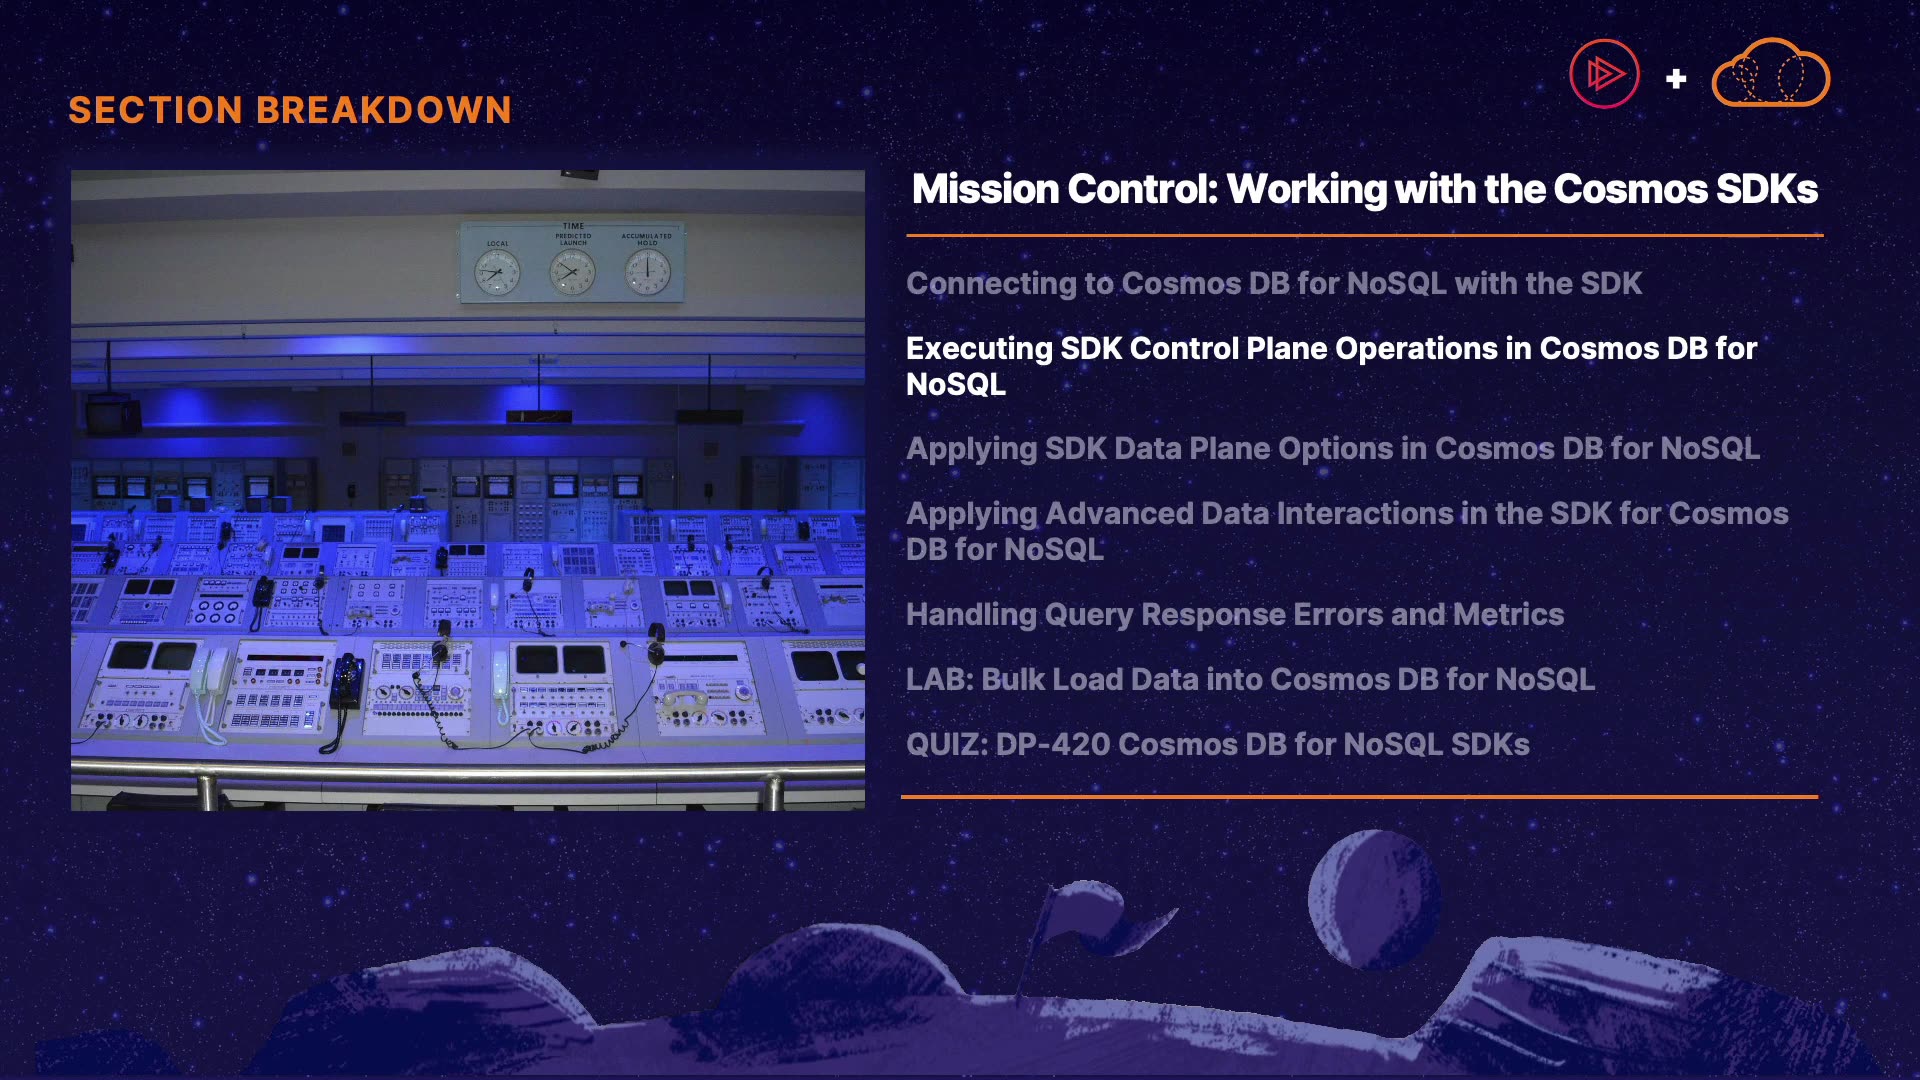 SECTION BREAKDOWN
+
TIME
LOCAL
PREDICTED
LAUNCH
ACCUMULATED
HOLD
Mission Control: Working with the Cosmos SDKs
Connecting to Cosmos DB for NoSQL with the SDK
Executing SDK Control Plane Operations in Cosmos DB for
NoSQL
Applying SDK Data Plane Options in Cosmos DB for NoSQL
Applying Advanced Data Interactions in the SDK for Cosmos
DB for NoSQL
Handling Query Response Errors and Metrics
LAB: Bulk Load Data into Cosmos DB for NoSQL
QUIZ: DP-420 Cosmos DB for NoSQL SDKs